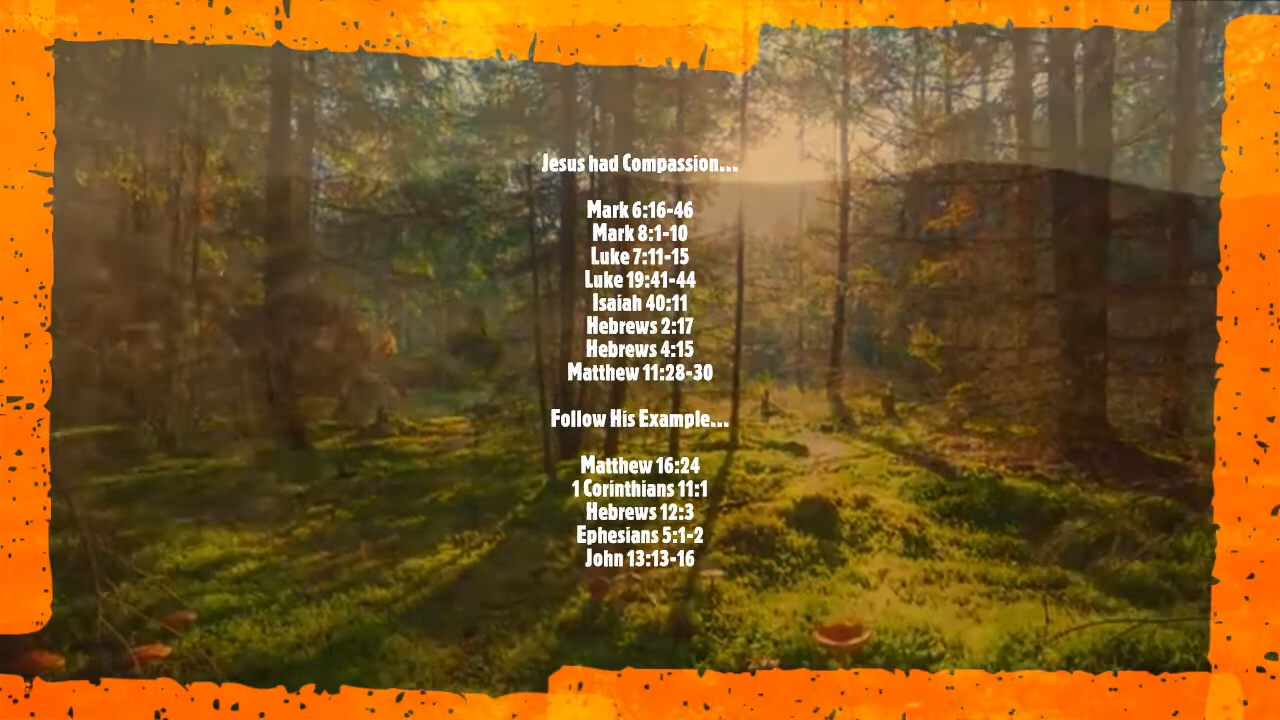 Jesus had Compassion...
Mark 6:16-46
Mark 8:1-10
Luke 7:11-15
Luke 19:41-44
Isaiah 40:11
Hebrews 2:17
Hebrews 4:15
Matthew 11:28-30
Follow His Example...
Matthew 16:24
1 Corinthians 11:1
Hebrews 12:3
Ephesians 5:1-2
John 13:13-16